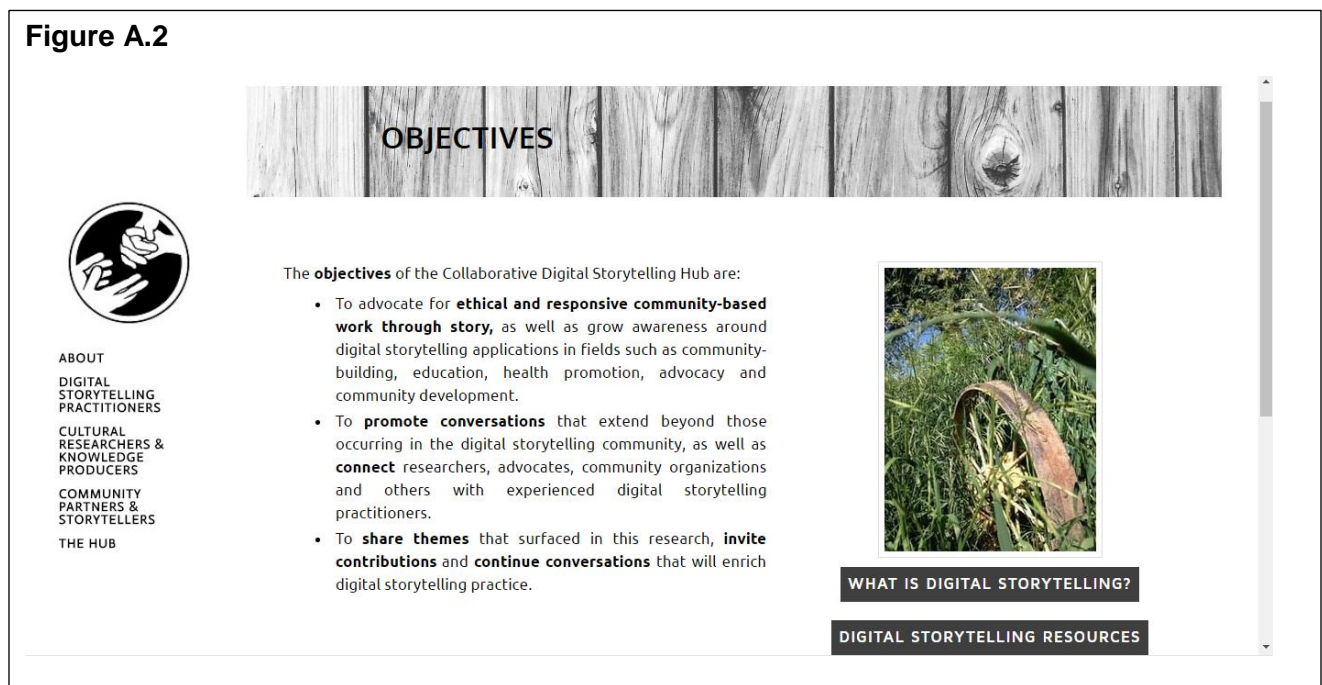 Figure A.2
OBJECTIVES
ABOUT
DIGITAL
STORYTELLING
PRACTITIONERS
CULTURAL
RESEARCHERS &
KNOWLEDGE
PRODUCERS
COMMUNITY
PARTNERS &
STORYTELLERS
THE HUB
The objectives of the Collaborative Digital Storytelling Hub are:
• To advocate for ethical and responsive community-based
work through story, as well as grow awareness around
digital storytelling applications in fields such as community-
building, education, health promotion, advocacy and
community development.
• To promote conversations that extend beyond those
occurring in the digital storytelling community, as well as
connect researchers, advocates, community organizations
and others with experienced digital storytelling
practitioners.
• To share themes that surfaced in this research, invite
contributions and continue conversations that will enrich
digital storytelling practice.
WHAT IS DIGITAL STORYTELLING?
DIGITAL STORYTELLING RESOURCES